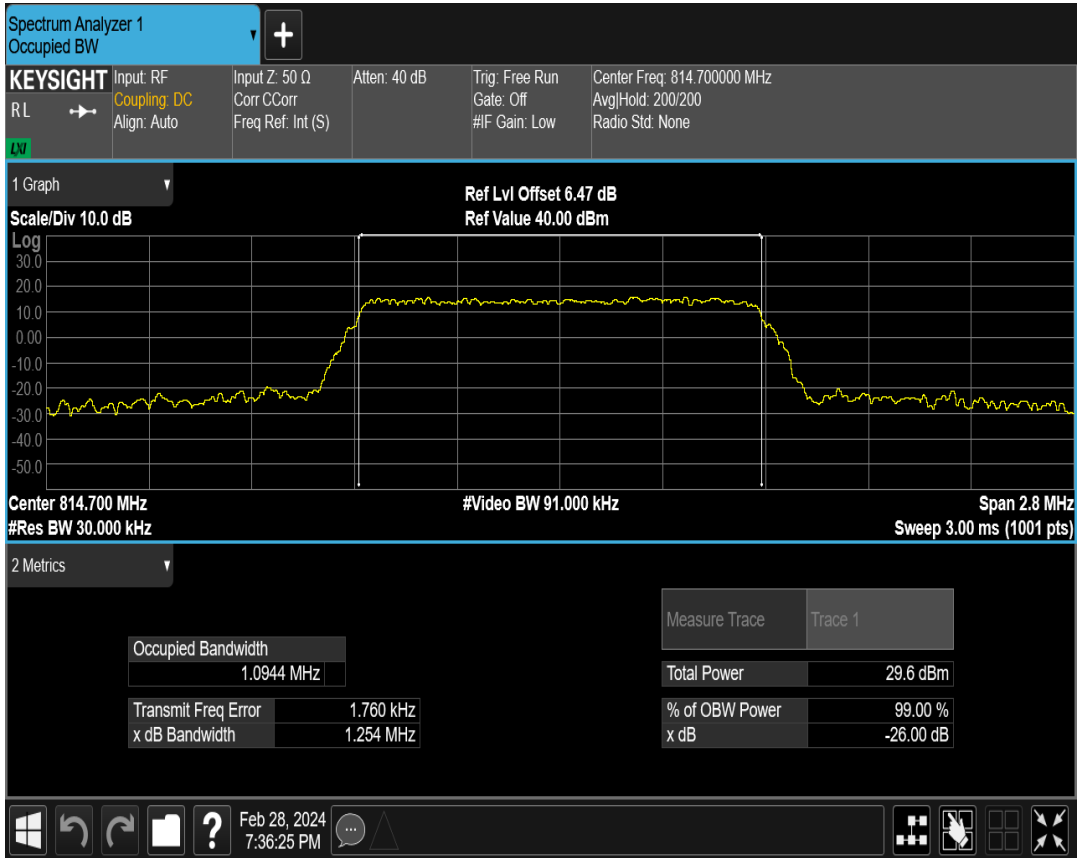 Spectrum Analyzer 1
Occupied BW
+
KEYSIGHT Input: RF Input Z: 50 Ω Atten: 40 dB Trig: Free Run Center Freq: 814.700000 MHz
RL Coupling: DC Corr CCorr Gate: Off Avg|Hold: 200/200
Align: Auto Freq Ref: Int (S) #IF Gain: Low Radio Std: None
LXI
1 Graph
Ref Lvl Offset 6.47 dB
Scale/Div 10.0 dB Ref Value 40.00 dBm
Log
30.0
20.0
10.0
0.00
-10.0
-20.0
-30.0
-40.0
-50.0
Center 814.700 MHz #Video BW 91.000 kHz Span 2.8 MHz
#Res BW 30.000 kHz Sweep 3.00 ms (1001 pts)
2 Metrics
Measure Trace Trace 1
Occupied Bandwidth
1.0944 MHz Total Power 29.6 dBm
Transmit Freq Error 1.760 kHz % of OBW Power 99.00 %
x dB Bandwidth 1.254 MHz x dB -26.00 dB
? Feb 28, 2024
7:36:25 PM